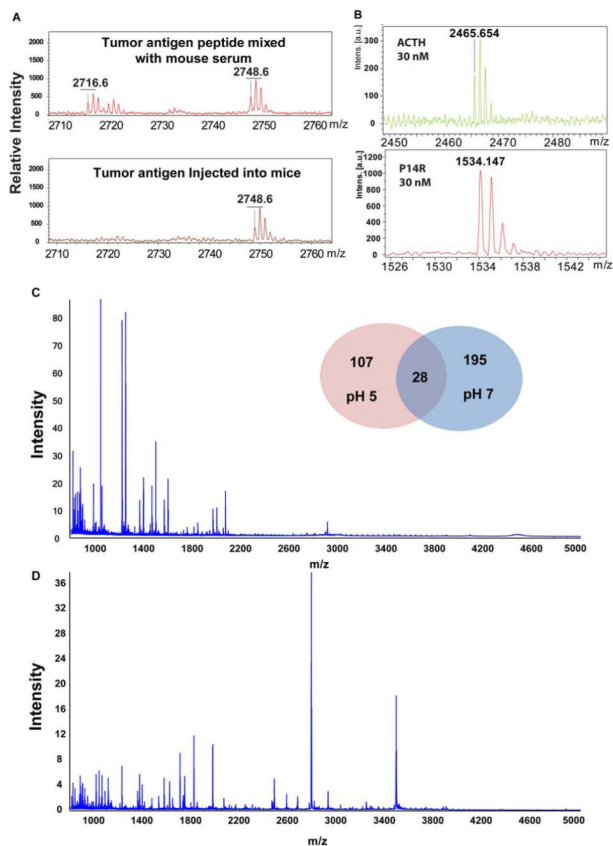 A
Relative Intensity
Tumor antigen peptide mixed
with mouse serum
2000
1500
1000
500
0
2716.6
2748.6
2710 2720 2730 2740 2750 2760 m/z
Tumor antigen Injected into mice
2000
1500
1000
500
0
2748.6
2710 2720 2730 2740 2750 2760 m/z
B
Intens. [a.u.]
300
200
100
0
ACTH
30 nM
2465.654
2450 2460 2470 2480 m/z
Intens. [a.u.]
1200
1000
800
600
400
200
0
P14R
30 nM
1534.147
1526 1530 1534 1538 1542 m/z
C
Intensity
80
70
60
50
40
30
20
10
0
107
pH 5
28
195
pH 7
1000 1400 1800 2200 2600 3000 3400 3800 4200 4600 5000
m/z
D
Intensity
36
32
28
24
20
16
12
8
4
0
1000 1400 1800 2200 2600 3000 3400 3800 4200 4600 5000
m/z